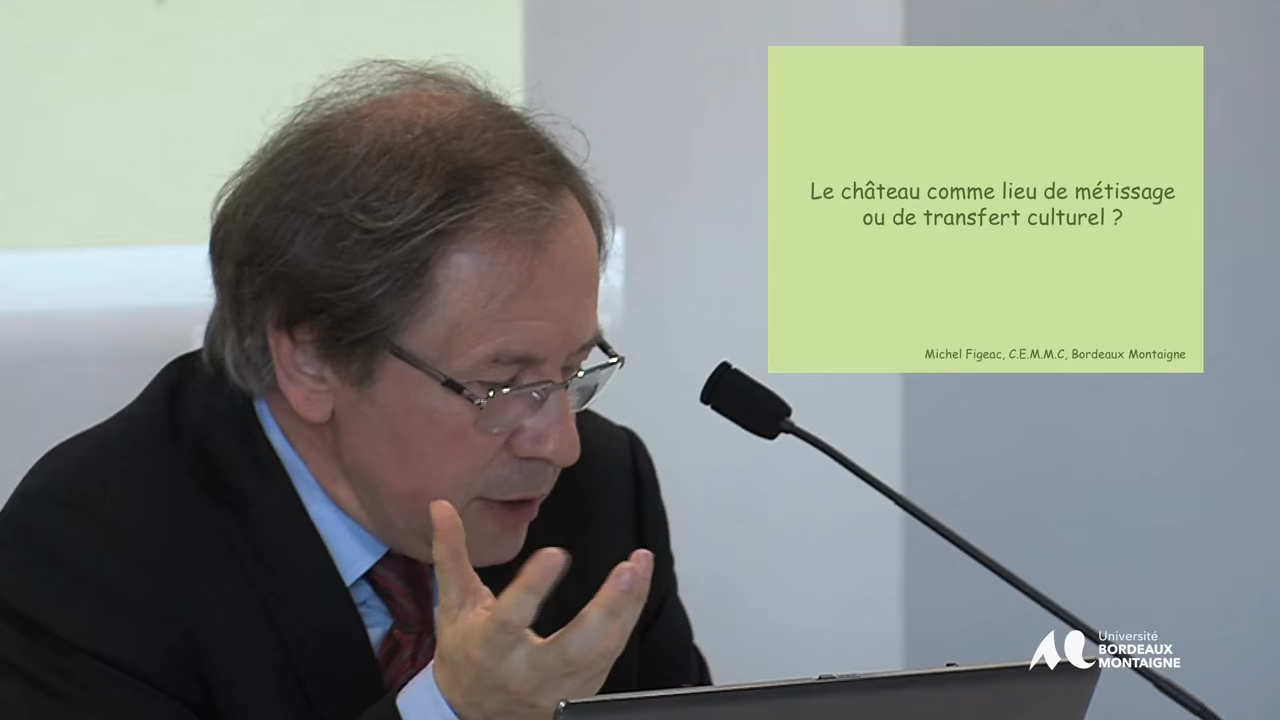 Le château comme lieu de métissage
ou de transfert culturel ?
Michel Figeac, C.E.M.M.C, Bordeaux Montaigne
Université
BORDEAUX
MONTAIGNE